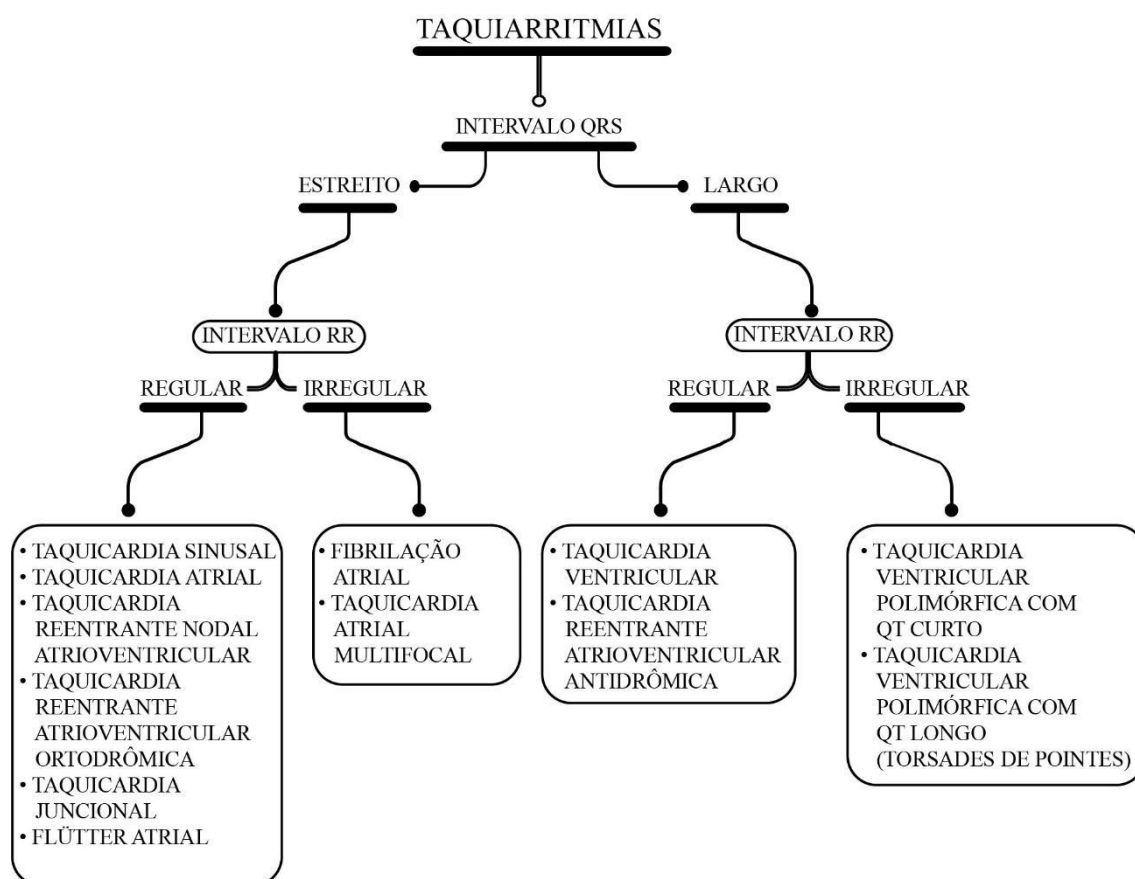 TAQUIARRITMIAS
INTERVALO QRS
ESTREITO
LARGO
INTERVALO RR
INTERVALO RR
REGULAR
IRREGULAR
REGULAR
IRREGULAR
• TAQUICARDIA SINUSAL
• TAQUICARDIA ATRIAL
• TAQUICARDIA
REENTRANTE NODAL
ATRIOVENTRICULAR
• TAQUICARDIA
REENTRANTE
ATRIOVENTRICULAR
ORTODRÔMICA
• TAQUICARDIA
JUNCIONAL
• FLÜTTER ATRIAL
• FIBRILAÇÃO
ATRIAL
• TAQUICARDIA
ATRIAL
MULTIFOCAL
• TAQUICARDIA
VENTRICULAR
• TAQUICARDIA
REENTRANTE
ATRIOVENTRICULAR
ANTIDRÔMICA
• TAQUICARDIA
VENTRICULAR
POLIMÓRFICA COM
QT CURTO
• TAQUICARDIA
VENTRICULAR
POLIMÓRFICA COM
QT LONGO
(TORSADES DE POINTES)